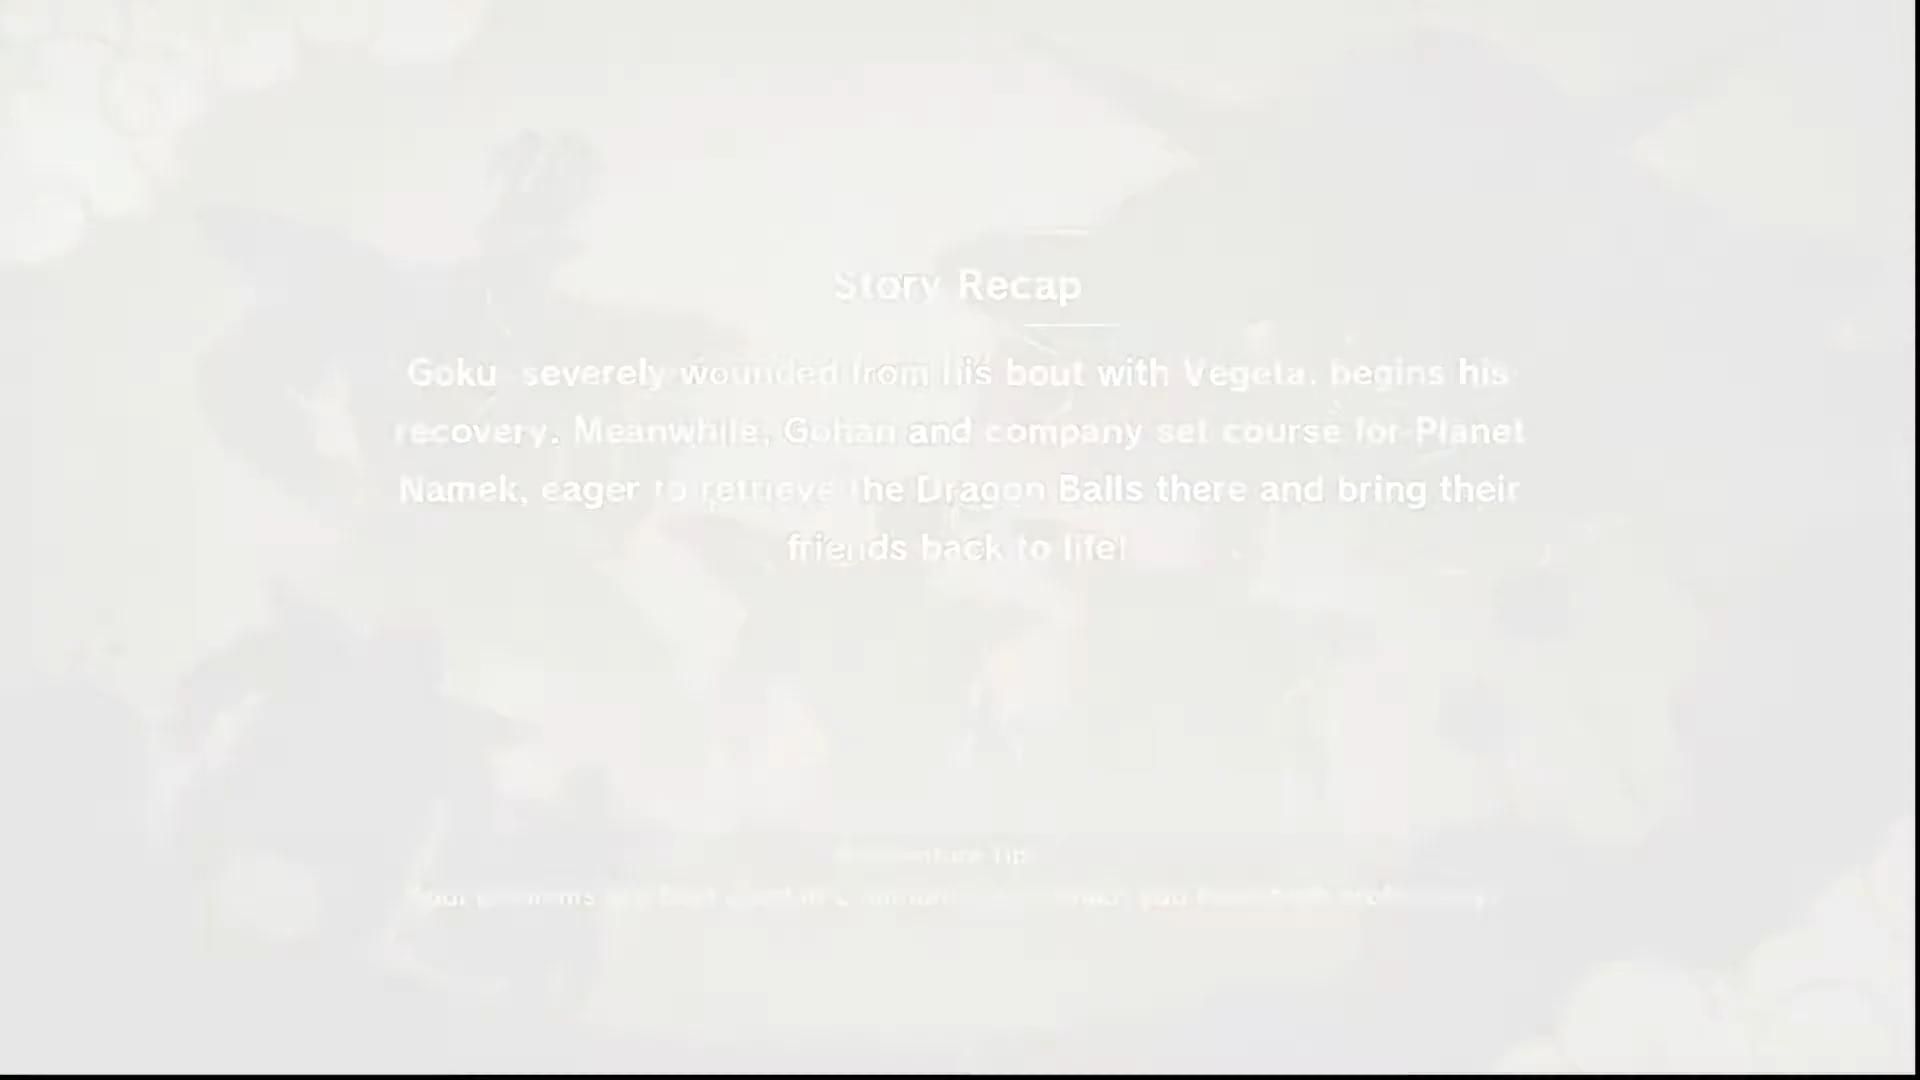 Story Recap
Goku, severely wounded from his bout with Vegeta, begins his
recovery. Meanwhile, Gohan and company set course for Planet
Namek, eager to retrieve the Dragon Balls there and bring their
friends back to life!